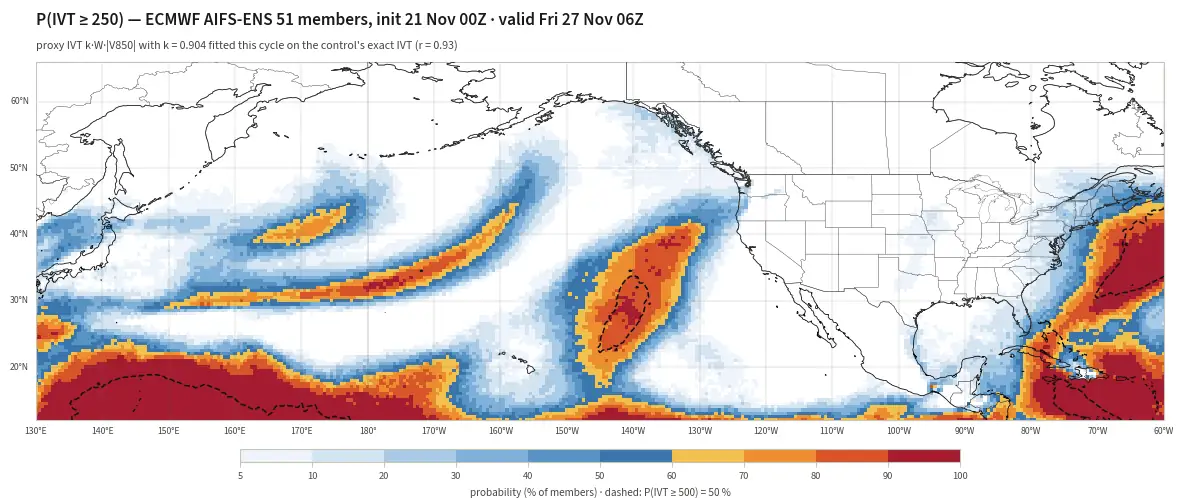 P(IVT ≥ 250) — ECMWF AIFS-ENS 51 members, init 21 Nov 00Z · valid Fri 27 Nov 06Z
proxy IVT k·W·|V850| with k = 0.904 fitted this cycle on the control's exact IVT (r = 0.93)
60°N
50°N
40°N
30°N
20°N
130°E 140°E 150°E 160°E 170°E 180° 170°W 160°W 150°W 140°W 130°W 120°W 110°W 100°W 90°W 80°W 70°W 60°W
5 10 20 30 40 50 60 70 80 90 100
probability (% of members) · dashed: P(IVT ≥ 500) = 50 %